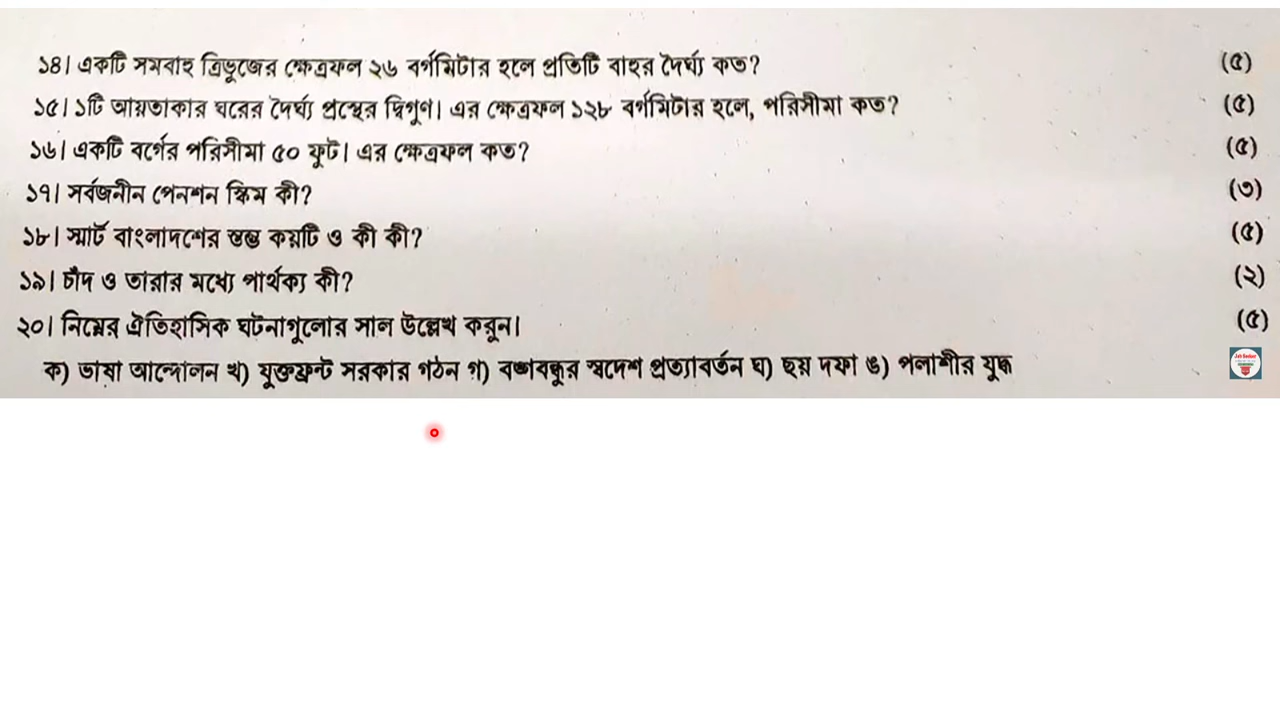 ১৪। একটি সমবাহু ত্রিভুজের ক্ষেত্রফল ২৬ বর্গমিটার হলে প্রতিটি বাহুর দৈর্ঘ্য কত? (৫)
১৫। ১টি আয়তাকার ঘরের দৈর্ঘ্য প্রস্থের দ্বিগুণ। এর ক্ষেত্রফল ১২৮ বর্গমিটার হলে, পরিসীমা কত? (৫)
১৬। একটি বর্গের পরিসীমা ৫০ ফুট। এর ক্ষেত্রফল কত? (৫)
১৭। সর্বজনীন পেনশন স্কিম কী? (৩)
১৮। স্মার্ট বাংলাদশের স্তম্ভ কয়টি ও কী কী? (৫)
১৯। চাঁদ ও তারার মধ্যে পার্থক্য কী? (২)
২০। নিম্নের ঐতিহাসিক ঘটনাগুলোর সাল উল্লেখ করুন। (৫)
ক) ভাষা আন্দোলন খ) যুক্তফ্রন্ট সরকার গঠন গ) বঙ্গবন্ধুর স্বদেশ প্রত্যাবর্তন ঘ) ছয় দফা ঙ) পলাশীর যুদ্ধ